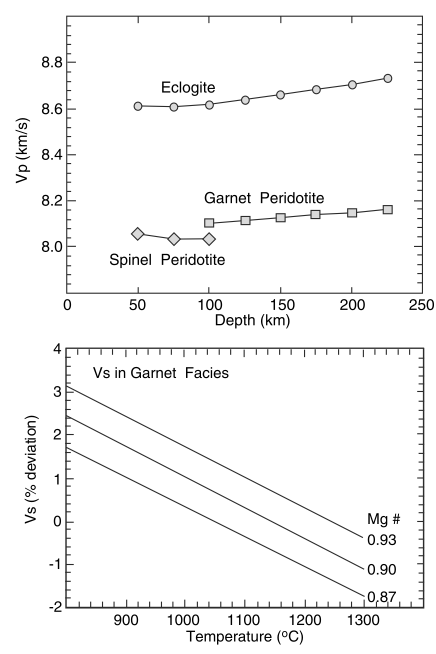 8.8
8.6
8.4
8.2
8.0
Vp (km/s)
Eclogite
Garnet Peridotite
Spinel Peridotite
0 50 100 150 200 250
Depth (km)
4
3
2
1
0
-1
-2
Vs (% deviation)
Vs in Garnet Facies
Mg #
0.93
0.90
0.87
900 1000 1100 1200 1300
Temperature (°C)